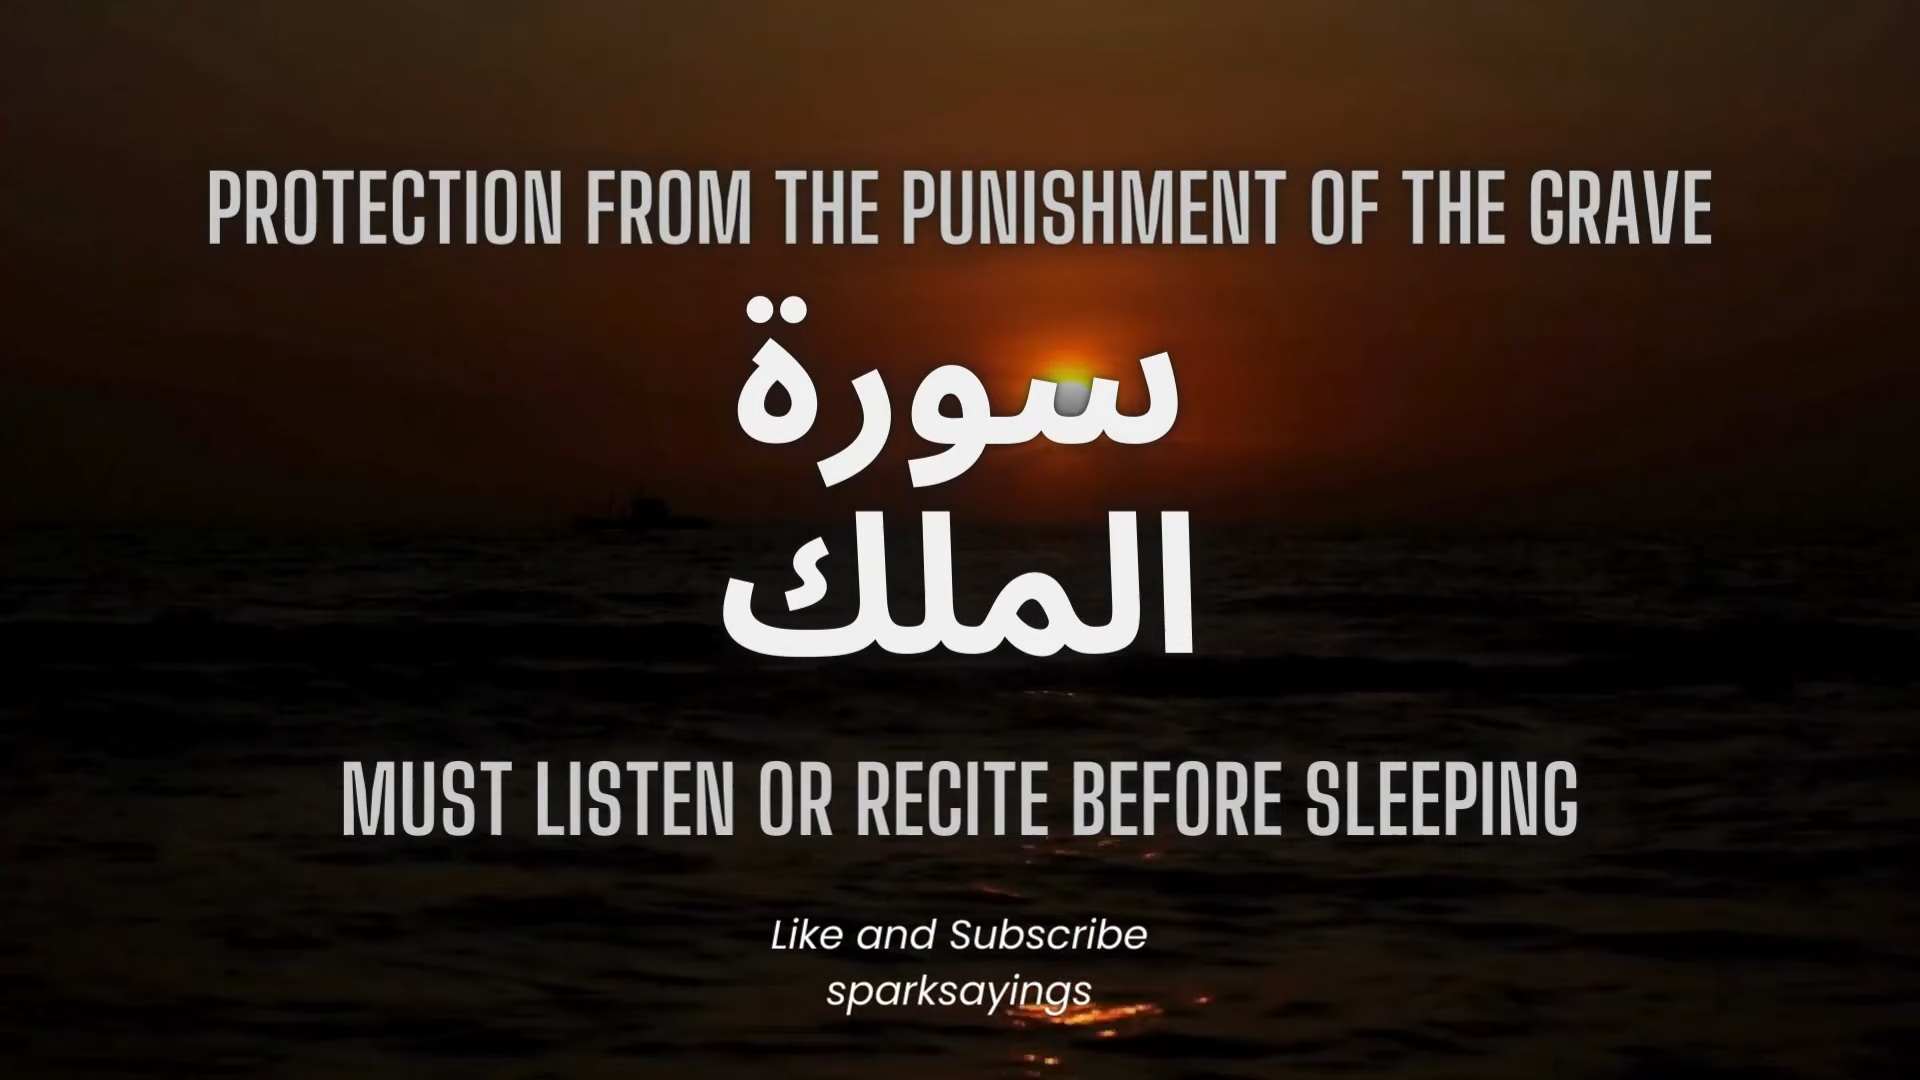 PROTECTION FROM THE PUNISHMENT OF THE GRAVE
سورة
الملك
MUST LISTEN OR RECITE BEFORE SLEEPING
Like and Subscribe
sparksayings